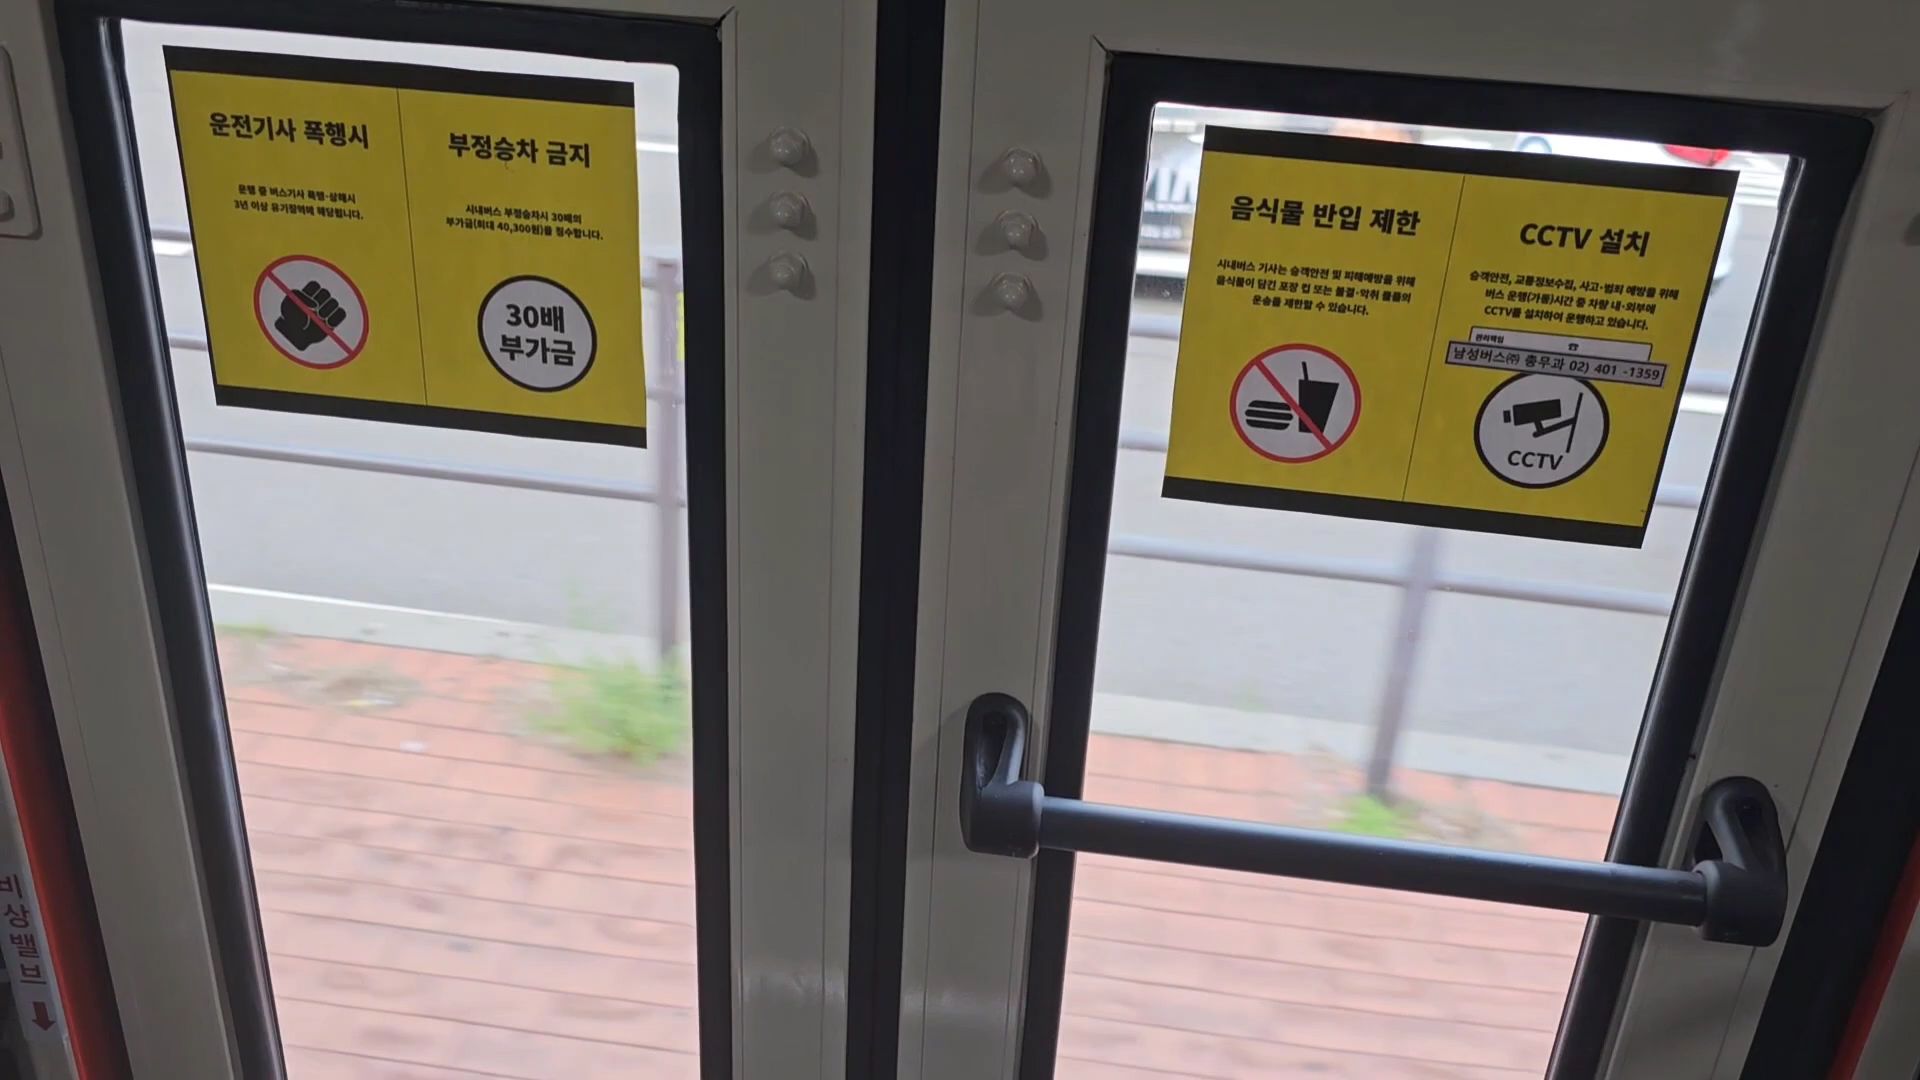 운전기사 폭행시
운행 중 버스기사 폭행·상해시
3년 이상 유기징역에 해당됩니다.
부정승차 금지
시내버스 부정승차시 30배의
부가금(최대 40,300원)을 징수합니다.
30배
부가금
음식물 반입 제한
시내버스 기사는 승객안전 및 피해예방을 위해
음식물이 담긴 포장 컵 또는 불결·악취 물품의
운송을 제한할 수 있습니다.
CCTV 설치
승객안전, 교통정보수집, 사고·범죄 예방을 위해
버스 운행(가동)시간 중 차량 내·외부에
CCTV를 설치하여 운행하고 있습니다.
관리책임 ☎
남성버스㈜ 총무과 02) 401 -1359
CCTV
비상밸브